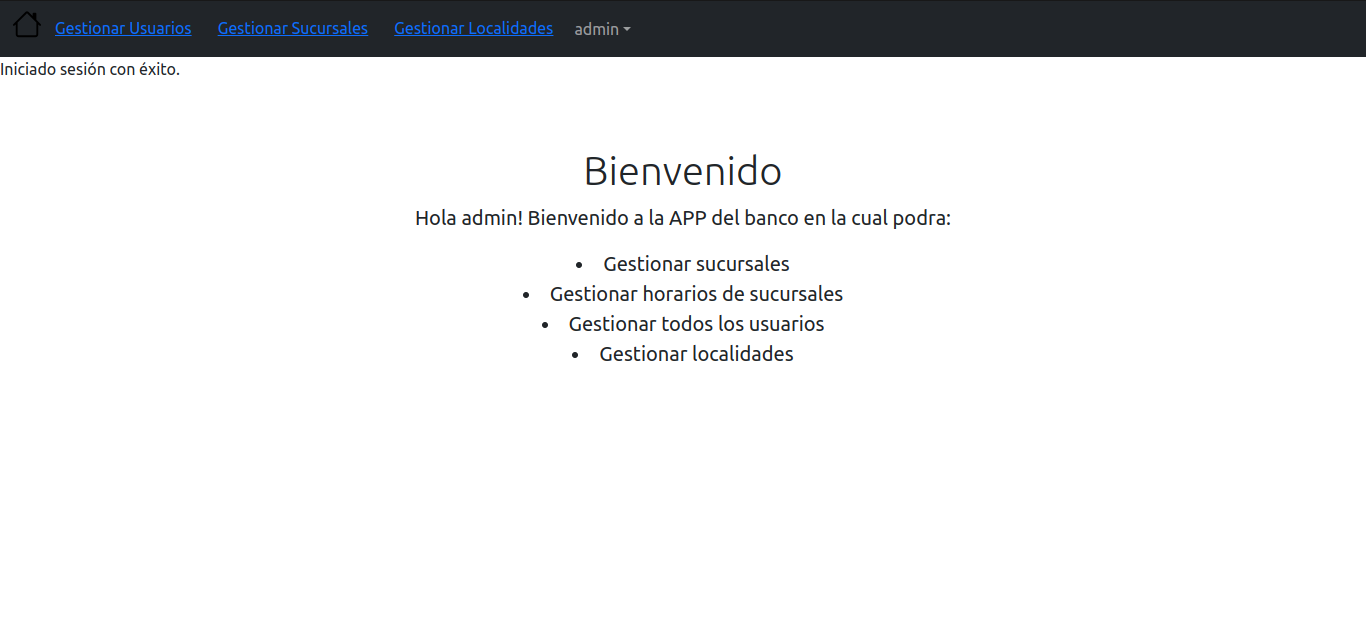 Gestionar Usuarios Gestionar Sucursales Gestionar Localidades admin
Iniciado sesión con éxito.
Bienvenido
Hola admin! Bienvenido a la APP del banco en la cual podra:
• Gestionar sucursales
• Gestionar horarios de sucursales
• Gestionar todos los usuarios
• Gestionar localidades